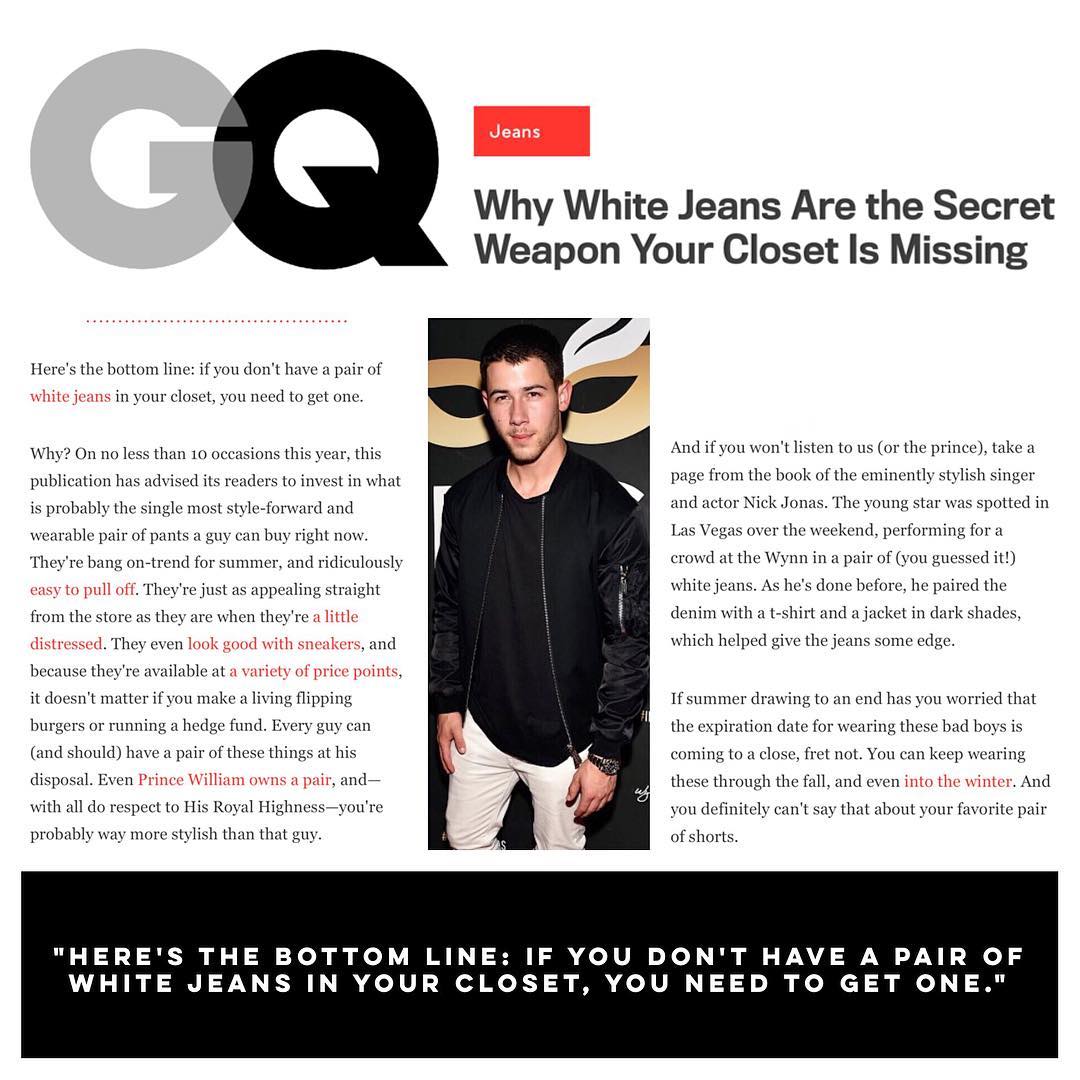 GQ
Jeans
Why White Jeans Are the Secret
Weapon Your Closet Is Missing
Here's the bottom line: if you don't have a pair of
white jeans in your closet, you need to get one.
Why? On no less than 10 occasions this year, this
publication has advised its readers to invest in what
is probably the single most style-forward and
wearable pair of pants a guy can buy right now.
They're bang on-trend for summer, and ridiculously
easy to pull off. They're just as appealing straight
from the store as they are when they're a little
distressed. They even look good with sneakers, and
because they're available at a variety of price points,
it doesn't matter if you make a living flipping
burgers or running a hedge fund. Every guy can
(and should) have a pair of these things at his
disposal. Even Prince William owns a pair, and—
with all do respect to His Royal Highness—you're
probably way more stylish than that guy.
And if you won't listen to us (or the prince), take a
page from the book of the eminently stylish singer
and actor Nick Jonas. The young star was spotted in
Las Vegas over the weekend, performing for a
crowd at the Wynn in a pair of (you guessed it!)
white jeans. As he's done before, he paired the
denim with a t-shirt and a jacket in dark shades,
which helped give the jeans some edge.
If summer drawing to an end has you worried that
the expiration date for wearing these bad boys is
coming to a close, fret not. You can keep wearing
these through the fall, and even into the winter. And
you definitely can't say that about your favorite pair
of shorts.
"HERE'S THE BOTTOM LINE: IF YOU DON'T HAVE A PAIR OF
WHITE JEANS IN YOUR CLOSET, YOU NEED TO GET ONE."